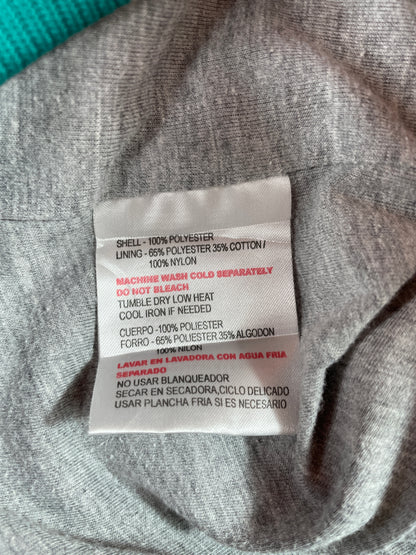 SHELL - 100% POLYESTER
LINING - 65% POLYESTER 35% COTTON /
100% NYLON
MACHINE WASH COLD SEPARATELY
DO NOT BLEACH
TUMBLE DRY LOW HEAT
COOL IRON IF NEEDED
CUERPO -100% POLIESTER
FORRO - 65% POLIESTER 35% ALGODON
100% NILON
LAVAR EN LAVADORA CON AGUA FRIA
SEPARADO
NO USAR BLANQUEADOR
SECAR EN SECADORA,CICLO DELICADO
USAR PLANCHA FRIA SI ES NECESARIO